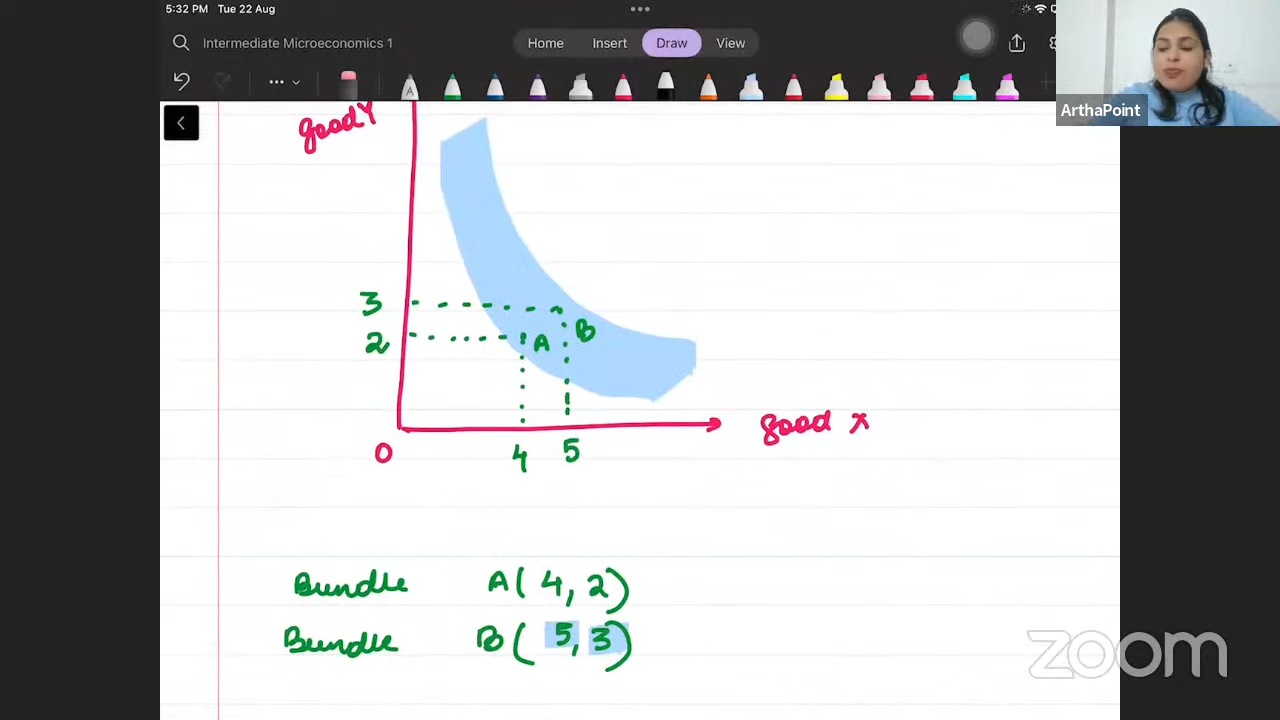 5:32 PM Tue 22 Aug
Intermediate Microeconomics 1
Home Insert Draw View
A
ArthaPoint
good Y
3
2
A
B
0
4
5
good x
Bundle A(4,2)
Bundle B(5,3)
zoom